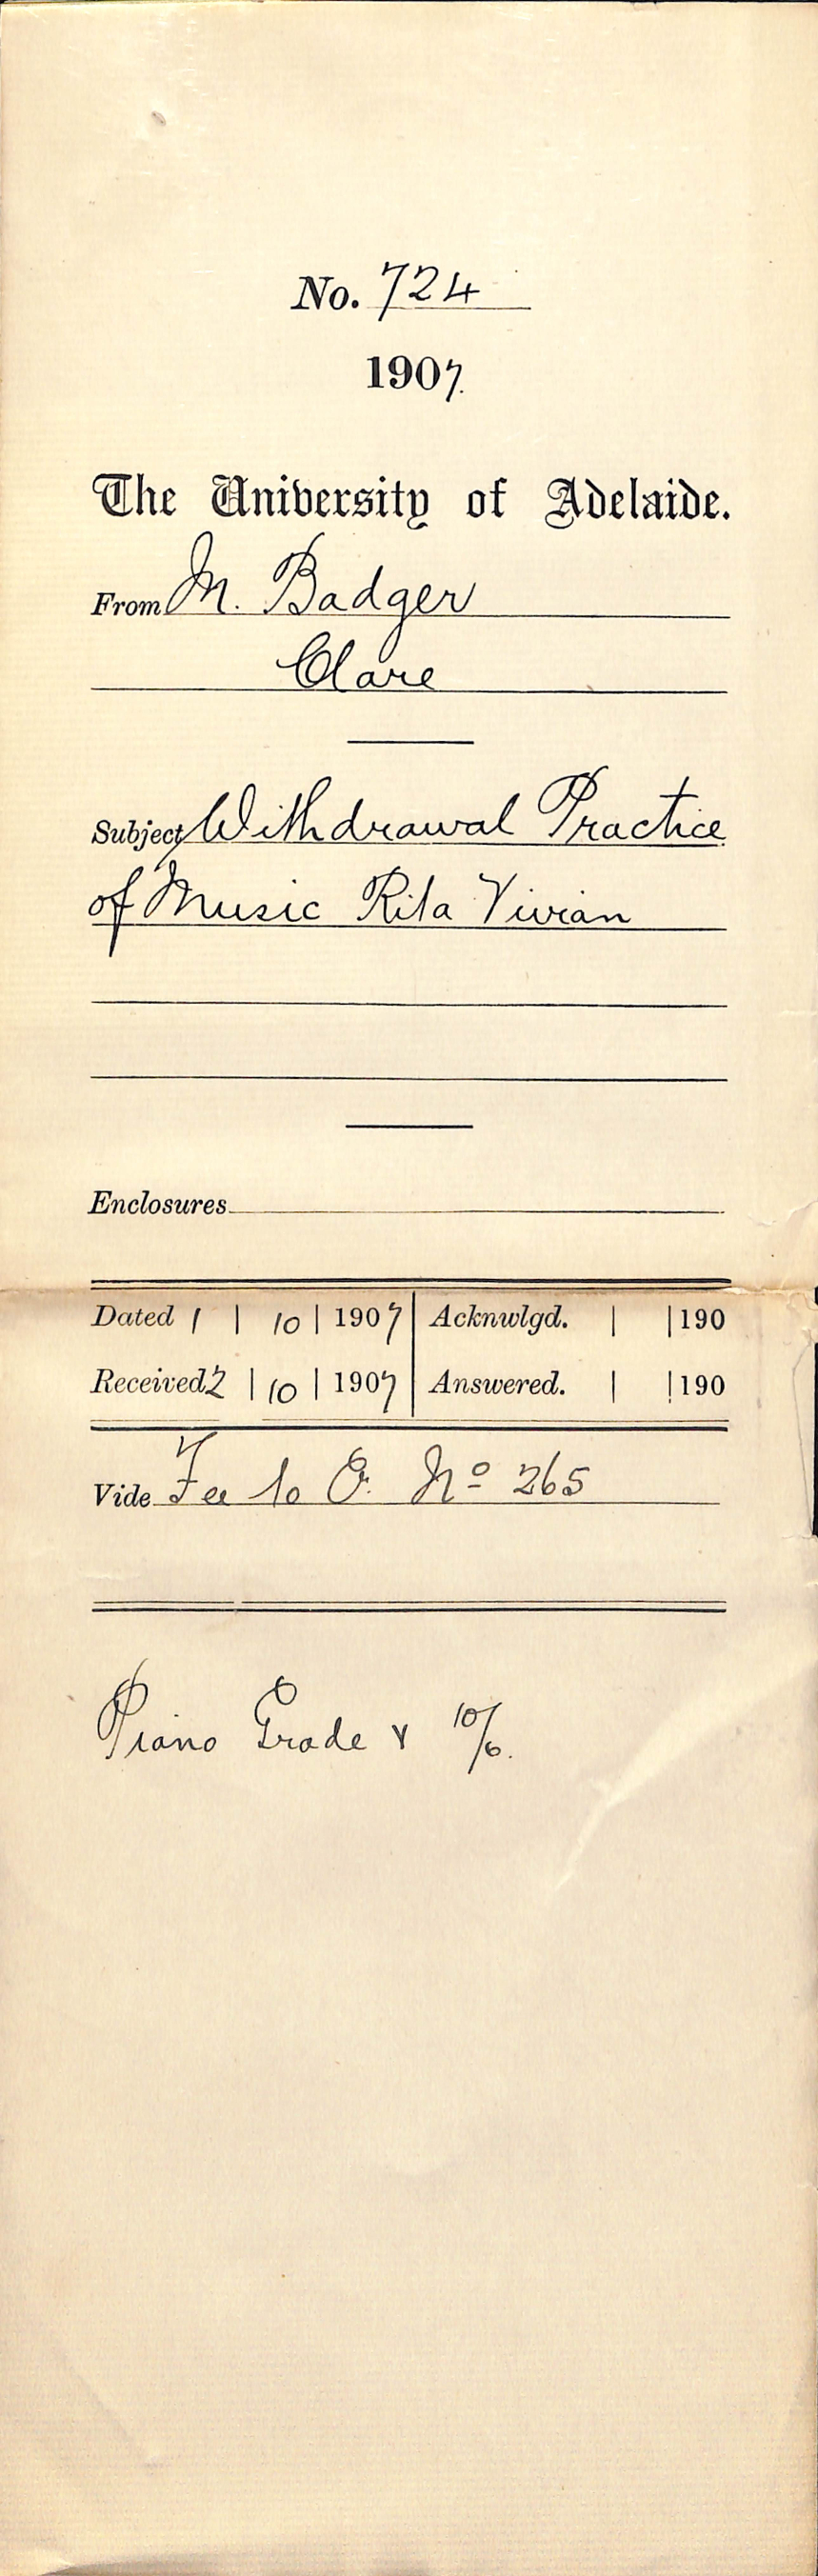 No. 724
1907.
The University of Adelaide.
From M. Badger
Clare
Subject Withdrawal Practice
of Music Rita Vivian
Enclosures
Dated 1 | 10 | 1907 | Acknwlgd. | | 190
Received 2 | 10 | 1907 | Answered. | | 190
Vide Fee to O. No 265
Piano Grade V 10/6.